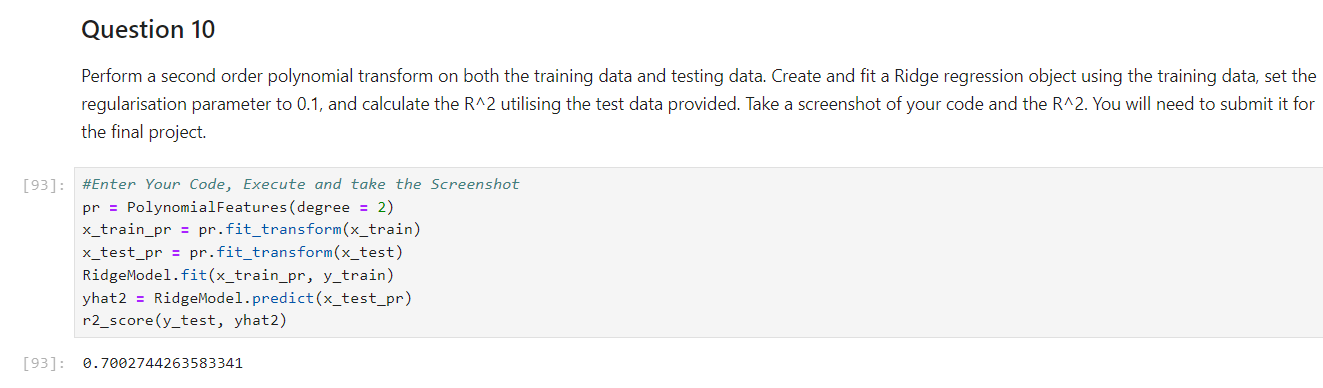 Question 10
Perform a second order polynomial transform on both the training data and testing data. Create and fit a Ridge regression object using the training data, set the
regularisation parameter to 0.1, and calculate the R^2 utilising the test data provided. Take a screenshot of your code and the R^2. You will need to submit it for
the final project.
[93]: #Enter Your Code, Execute and take the Screenshot
pr = PolynomialFeatures(degree = 2)
x_train_pr = pr.fit_transform(x_train)
x_test_pr = pr.fit_transform(x_test)
RidgeModel.fit(x_train_pr, y_train)
yhat2 = RidgeModel.predict(x_test_pr)
r2_score(y_test, yhat2)
[93]: 0.7002744263583341